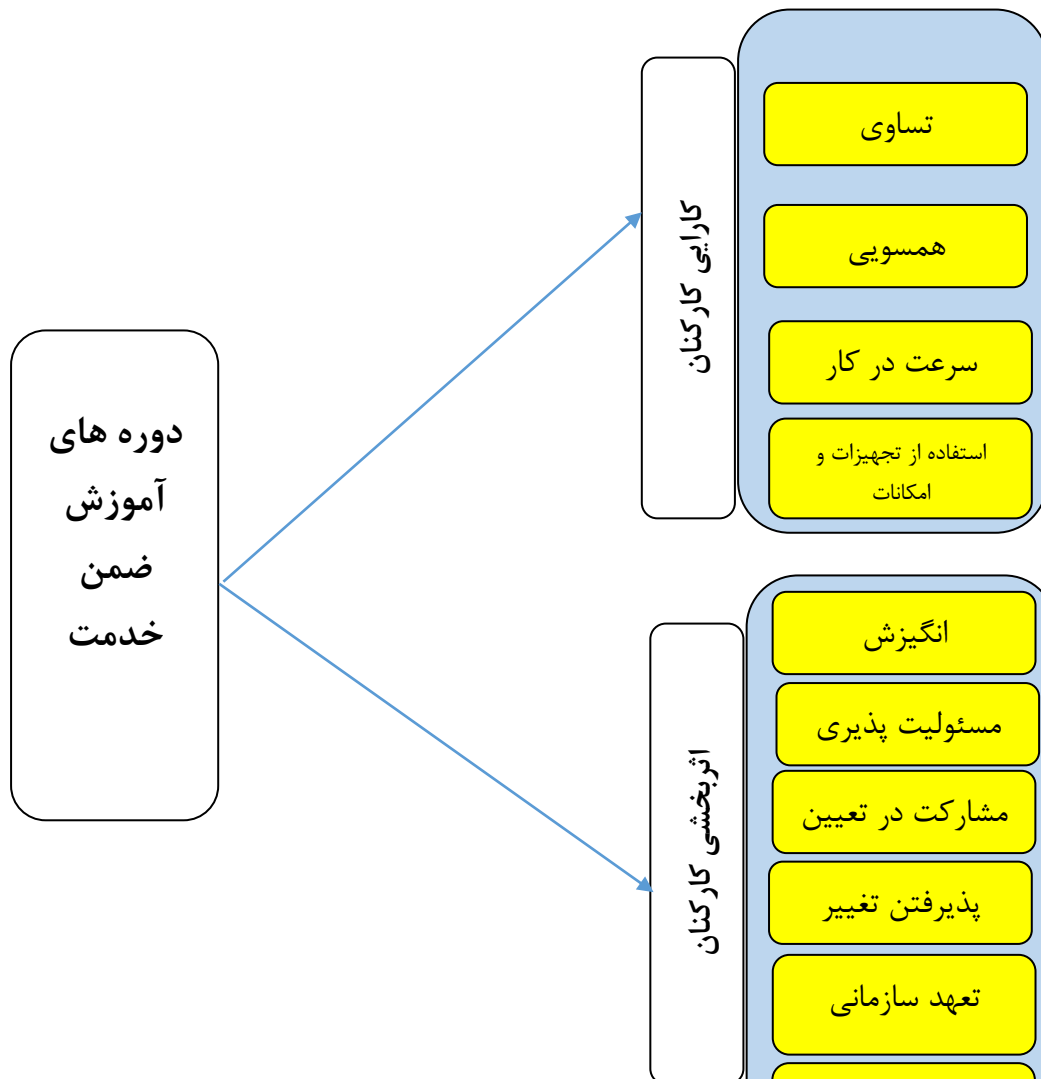 دوره های
آموزش
ضمن
خدمت
کارایی کارکنان
تساوی
همسویی
سرعت در کار
استفاده از تجهیزات و
امکانات
اثربخشی کارکنان
انگیزش
مسئولیت پذیری
مشارکت در تعیین
پذیرفتن تغییر
تعهد سازمانی